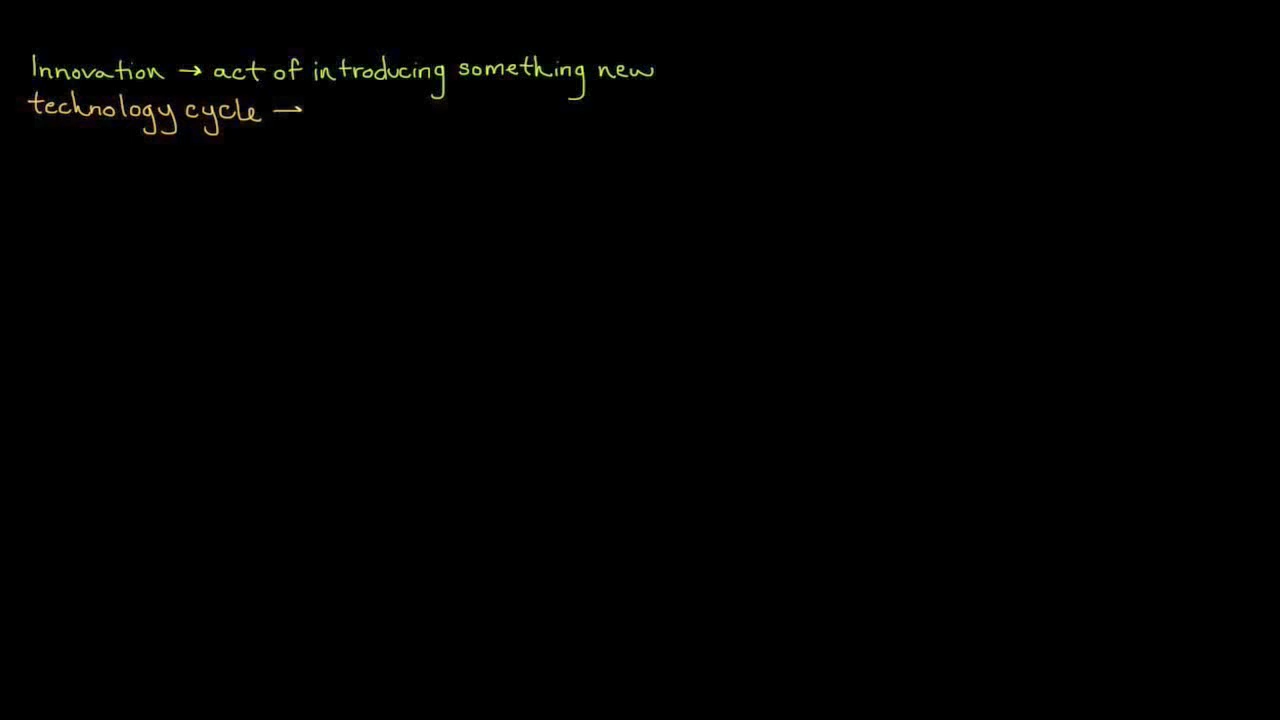 Innovation → act of introducing something new
technology cycle →